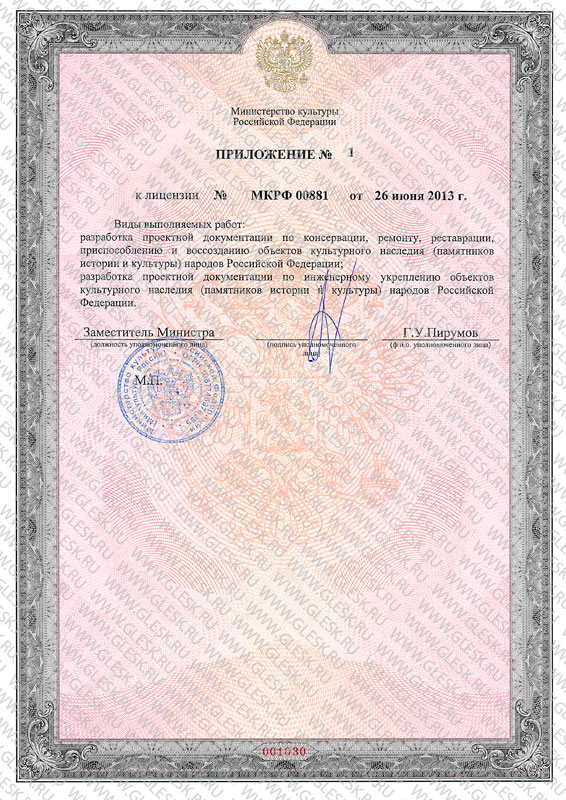 Министерство культуры
Российской Федерации
ПРИЛОЖЕНИЕ № 1
к лицензии № МКРФ 00881 от 26 июня 2013 г.
Виды выполняемых работ:
разработка проектной документации по консервации, ремонту, реставрации,
приспособлению и воссозданию объектов культурного наследия (памятников
истории и культуры) народов Российской Федерации;
разработка проектной документации по инженерному укреплению объектов
культурного наследия (памятников истории и культуры) народов Российской
Федерации.
Заместитель Министра Г.У.Пирумов
(должность уполномоченного лица) (подпись уполномоченного лица) (ф.и.о. уполномоченного лица)
М.П.
001030
WWW.GLESK.RU